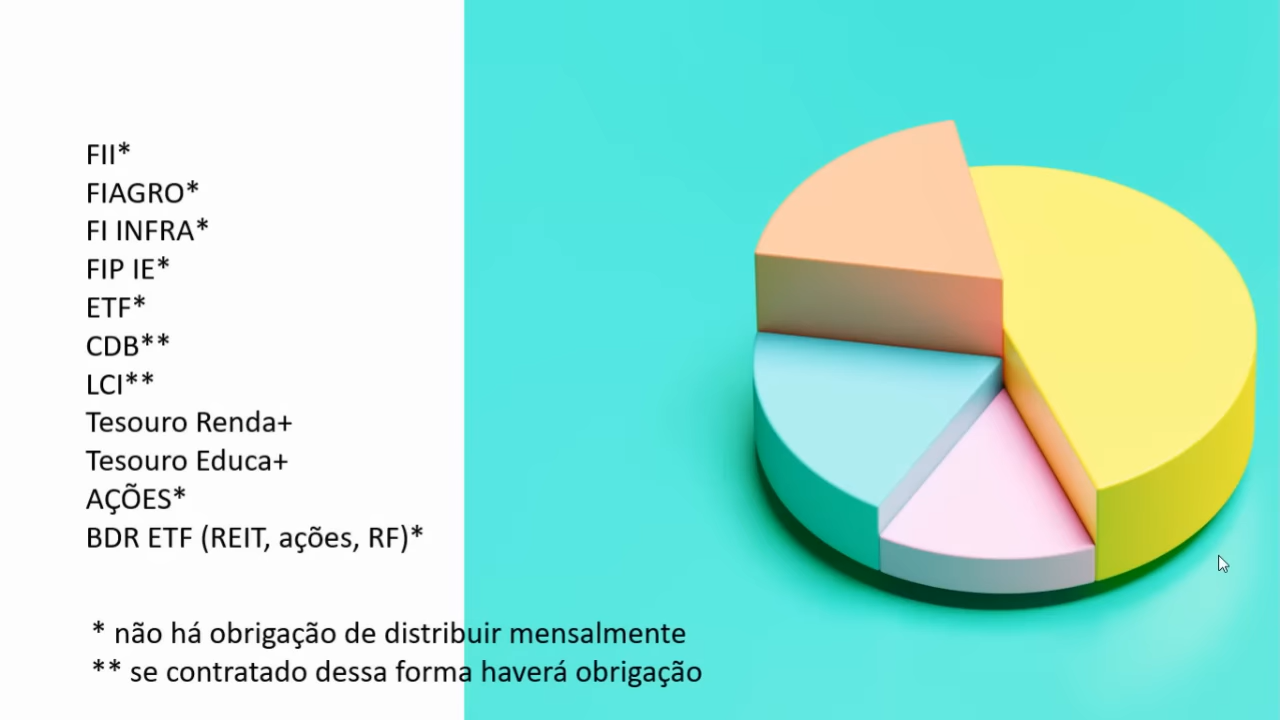 FII*
FIAGRO*
FI INFRA*
FIP IE*
ETF*
CDB**
LCI**
Tesouro Renda+
Tesouro Educa+
AÇÕES*
BDR ETF (REIT, ações, RF)*
* não há obrigação de distribuir mensalmente
** se contratado dessa forma haverá obrigação